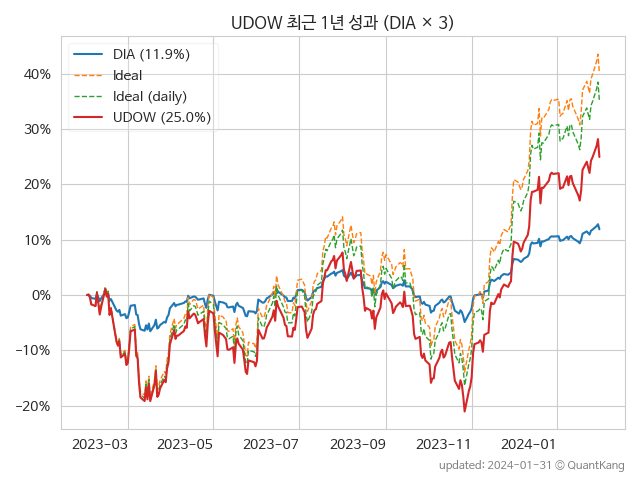 UDOW 최근 1년 성과 (DIA × 3)
DIA (11.9%)
Ideal
Ideal (daily)
UDOW (25.0%)
40%
30%
20%
10%
0%
−10%
−20%
2023-03 2023-05 2023-07 2023-09 2023-11 2024-01
updated: 2024-01-31 © QuantKang